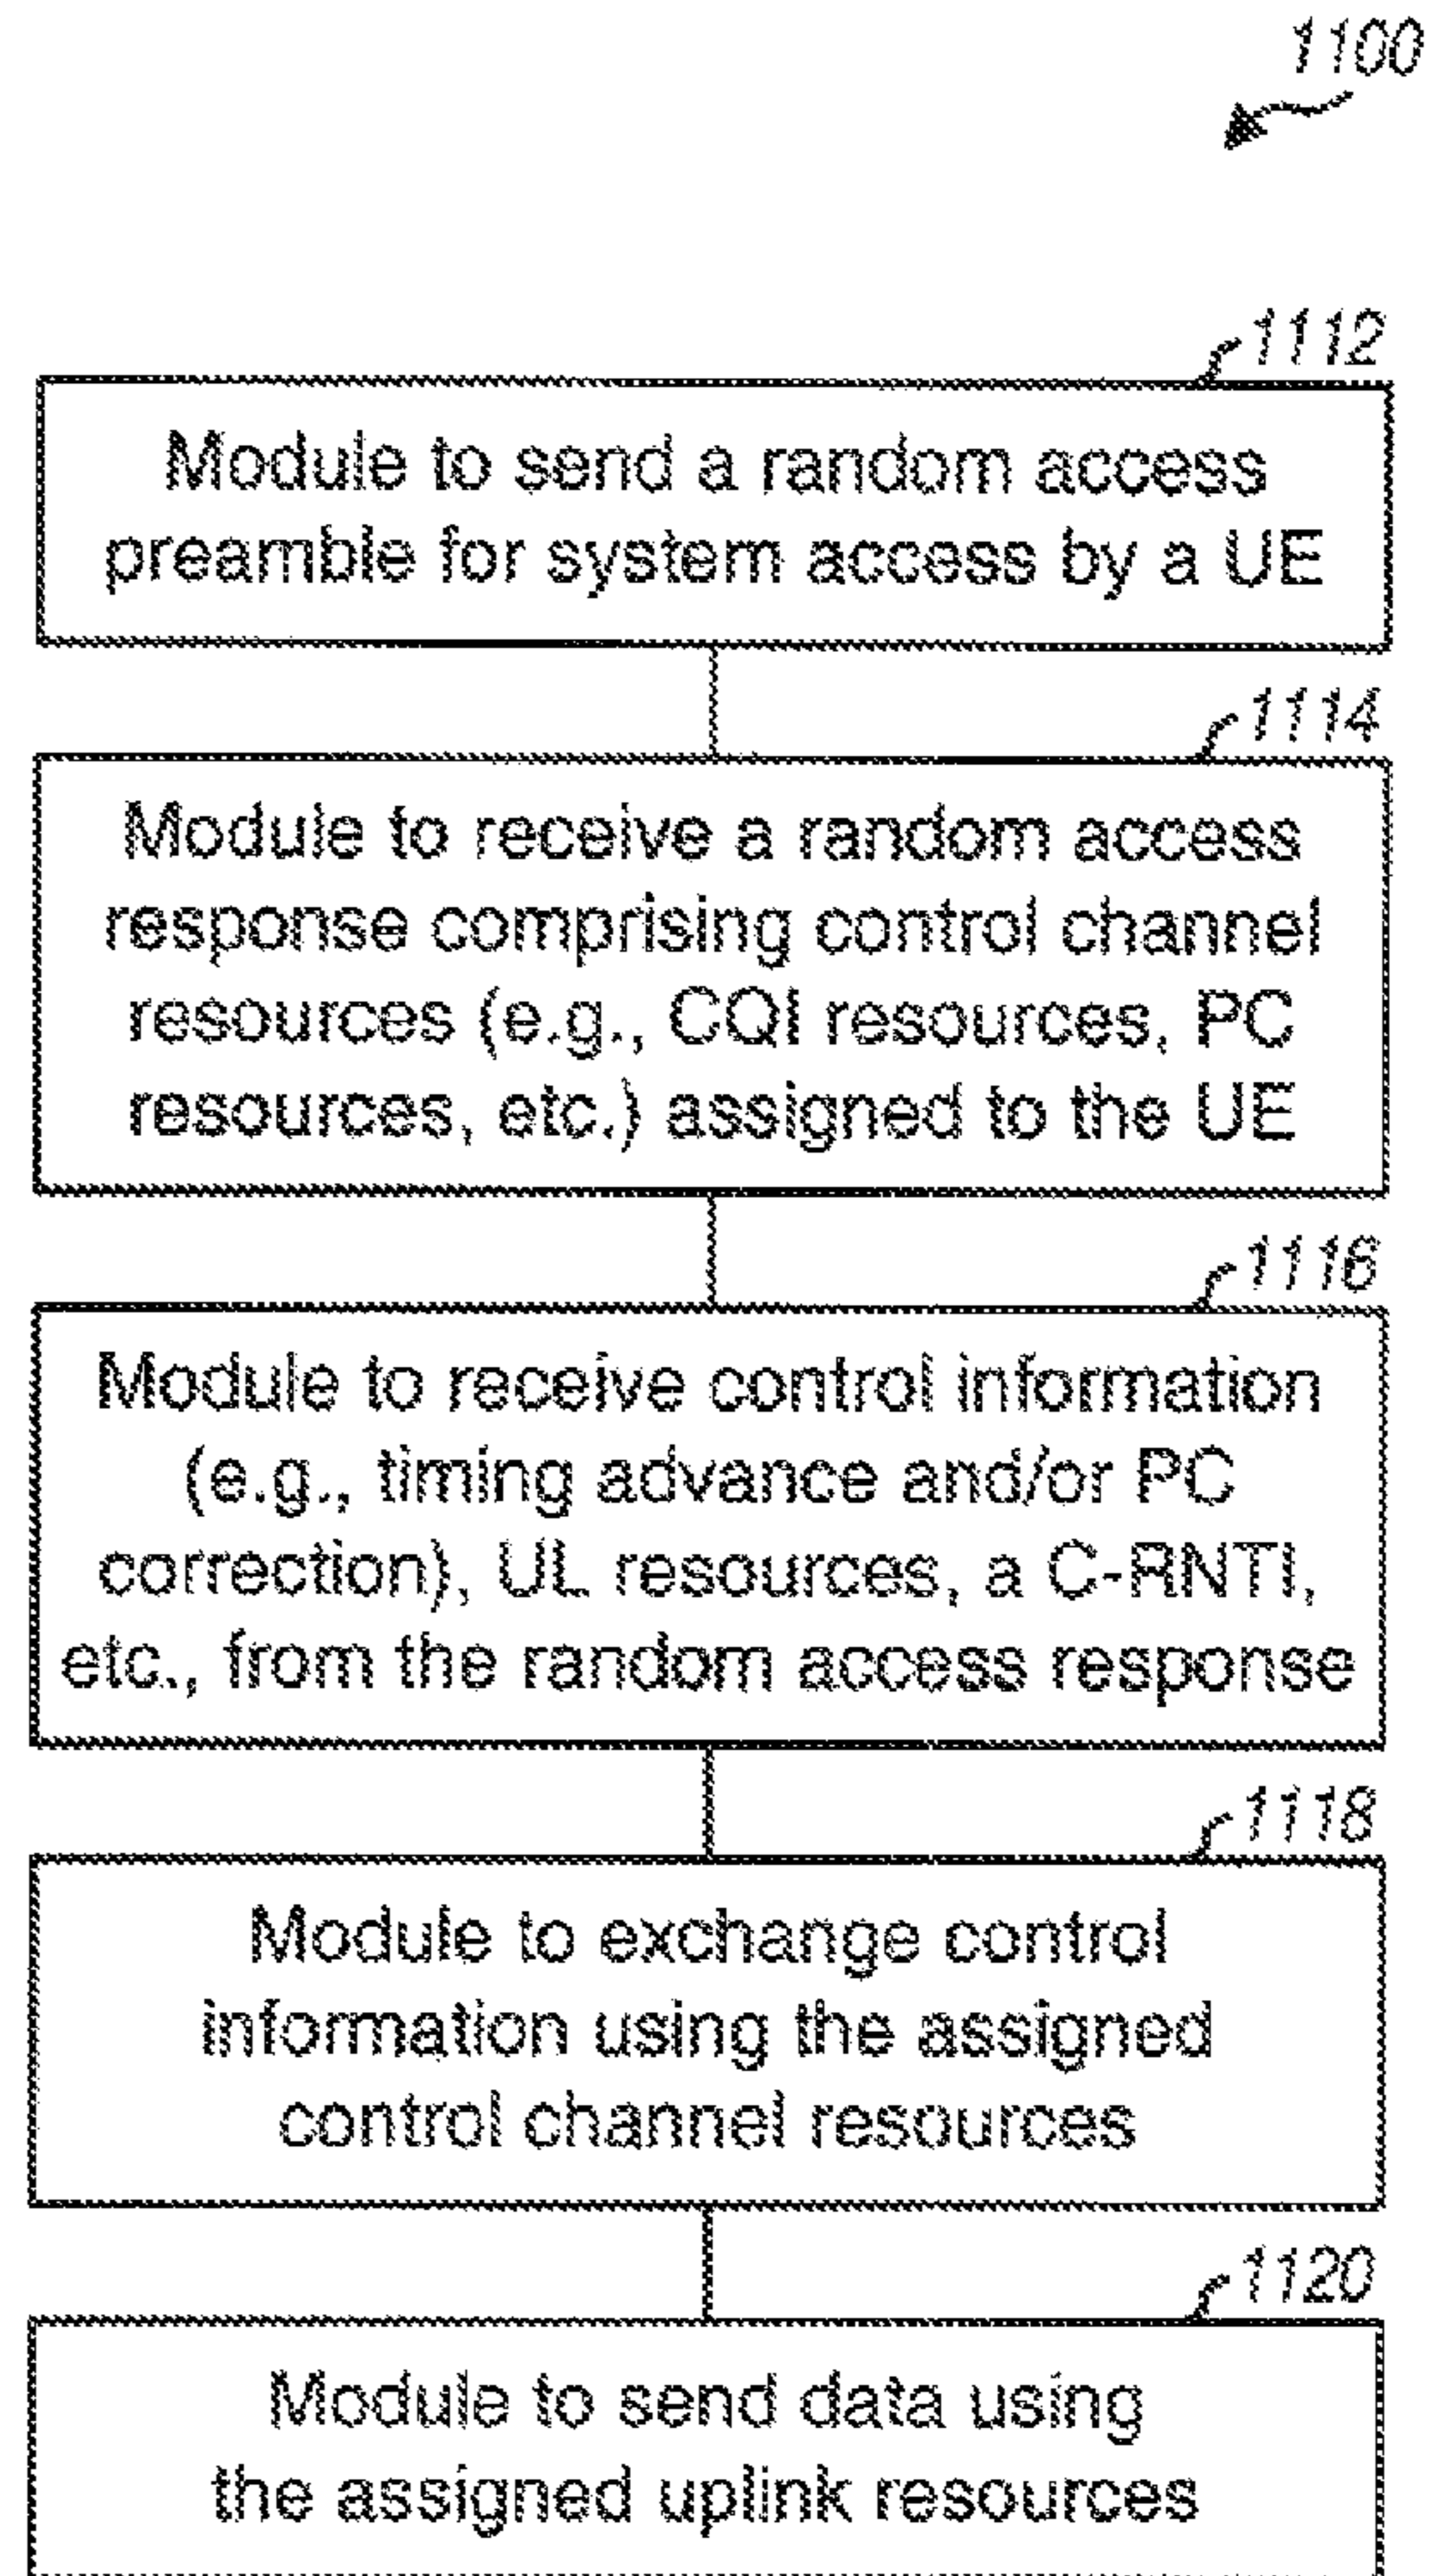 1100
1112
Module to send a random access
preamble for system access by a UE
1114
Module to receive a random access
response comprising control channel
resources (e.g., CQI resources, PC
resources, etc.) assigned to the UE
1116
Module to receive control information
(e.g., timing advance and/or PC
correction), UL resources, a C-RNTI,
etc., from the random access response
1118
Module to exchange control
information using the assigned
control channel resources
1120
Module to send data using
the assigned uplink resources